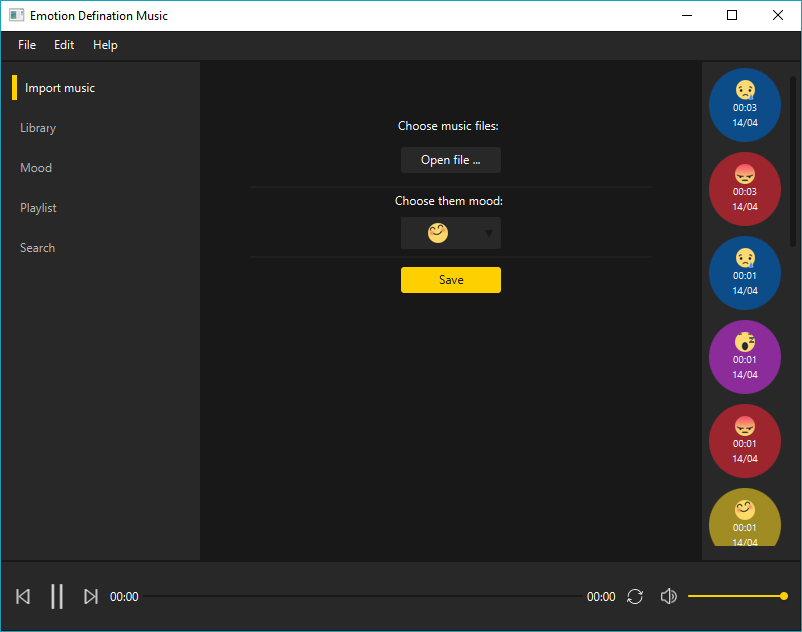 Emotion Defination Music
File Edit Help
Import music
Library
Mood
Playlist
Search
Choose music files:
Open file ...
Choose them mood:
Save
00:03
14/04
00:03
14/04
00:01
14/04
00:01
14/04
00:01
14/04
00:01
14/04
00:00 00:00